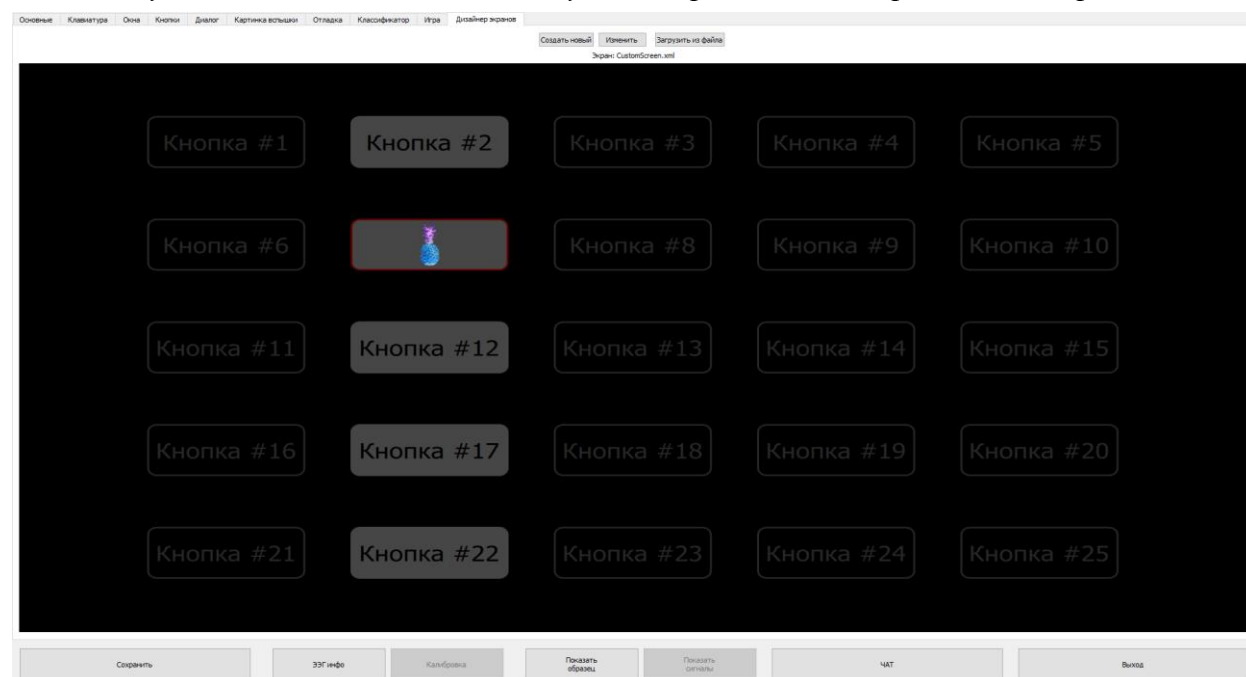 Основные Клавиатура Окна Кнопки Диалог Картинка вспышки Отладка Классификатор Игра Дизайнер экранов
Создать новый Изменить Загрузить из файла
Экран: CustomScreen.xml
Кнопка #1 Кнопка #2 Кнопка #3 Кнопка #4 Кнопка #5
Кнопка #6 Кнопка #8 Кнопка #9 Кнопка #10
Кнопка #11 Кнопка #12 Кнопка #13 Кнопка #14 Кнопка #15
Кнопка #16 Кнопка #17 Кнопка #18 Кнопка #19 Кнопка #20
Кнопка #21 Кнопка #22 Кнопка #23 Кнопка #24 Кнопка #25
Сохранить ЭЭГ инфо Калибровка Показать образец Показать сигналы ЧАТ Выход